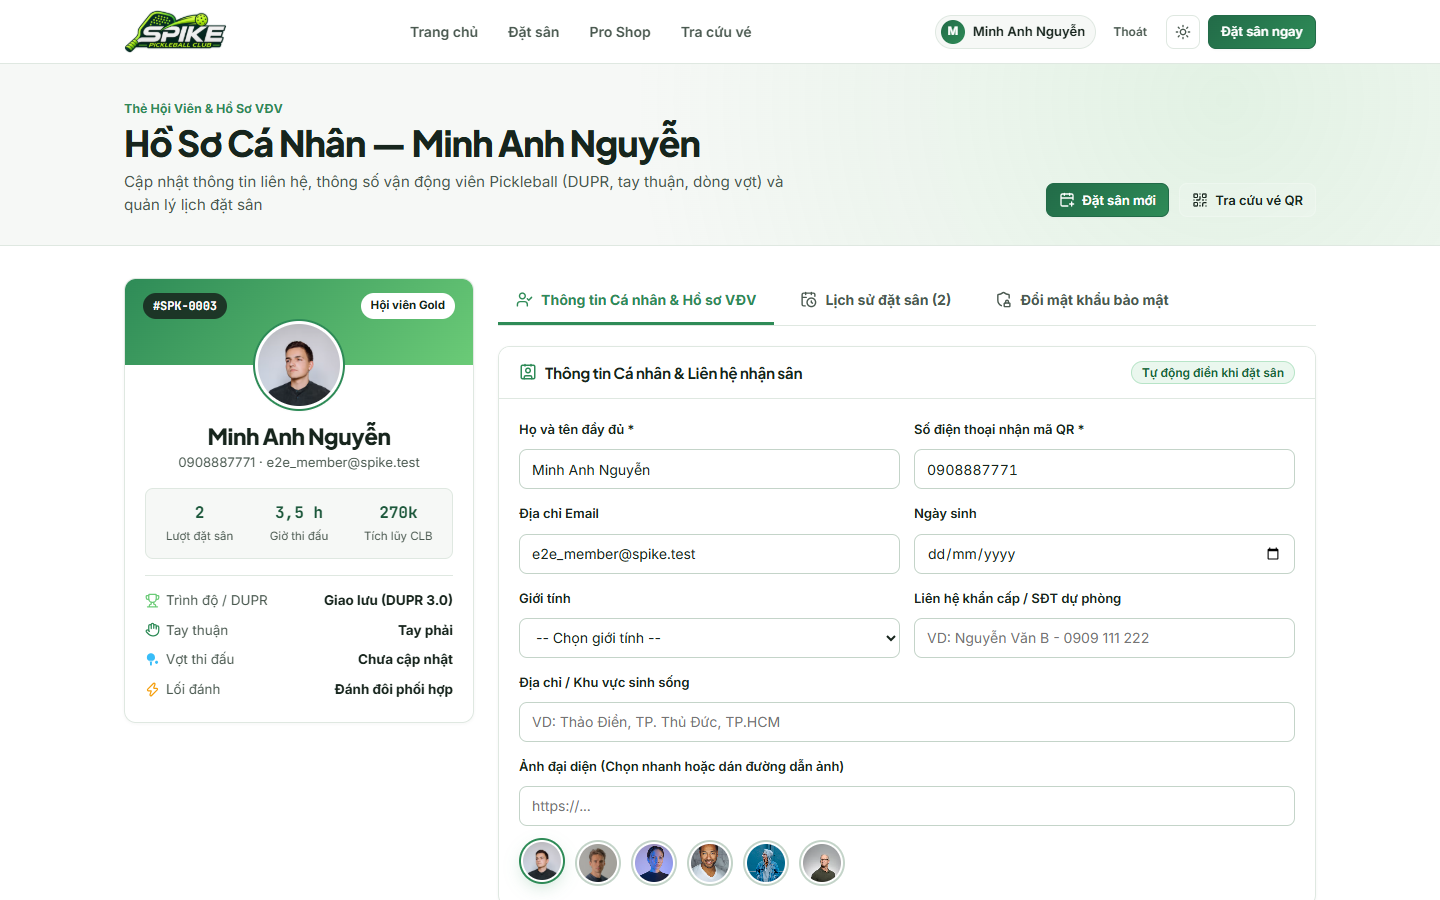 SPIKE
PICKLEBALL CLUB
Trang chủ
Đặt sân
Pro Shop
Tra cứu vé
M
Minh Anh Nguyễn
Thoát
Đặt sân ngay
Thẻ Hội Viên & Hồ Sơ VĐV
Hồ Sơ Cá Nhân — Minh Anh Nguyễn
Cập nhật thông tin liên hệ, thông số vận động viên Pickleball (DUPR, tay thuận, dòng vợt) và
quản lý lịch đặt sân
Đặt sân mới
Tra cứu vé QR
#SPK-0003
Hội viên Gold
Minh Anh Nguyễn
0908887771 · e2e_member@spike.test
2
Lượt đặt sân
3,5 h
Giờ thi đấu
270k
Tích lũy CLB
Trình độ / DUPR
Giao lưu (DUPR 3.0)
Tay thuận
Tay phải
Vợt thi đấu
Chưa cập nhật
Lối đánh
Đánh đôi phối hợp
Thông tin Cá nhân & Hồ sơ VĐV
Lịch sử đặt sân (2)
Đổi mật khẩu bảo mật
Thông tin Cá nhân & Liên hệ nhận sân
Tự động điền khi đặt sân
Họ và tên đầy đủ *
Minh Anh Nguyễn
Số điện thoại nhận mã QR *
0908887771
Địa chỉ Email
e2e_member@spike.test
Ngày sinh
dd/mm/yyyy
Giới tính
-- Chọn giới tính --
Liên hệ khẩn cấp / SĐT dự phòng
VD: Nguyễn Văn B - 0909 111 222
Địa chỉ / Khu vực sinh sống
VD: Thảo Điền, TP. Thủ Đức, TP.HCM
Ảnh đại diện (Chọn nhanh hoặc dán đường dẫn ảnh)
https://...